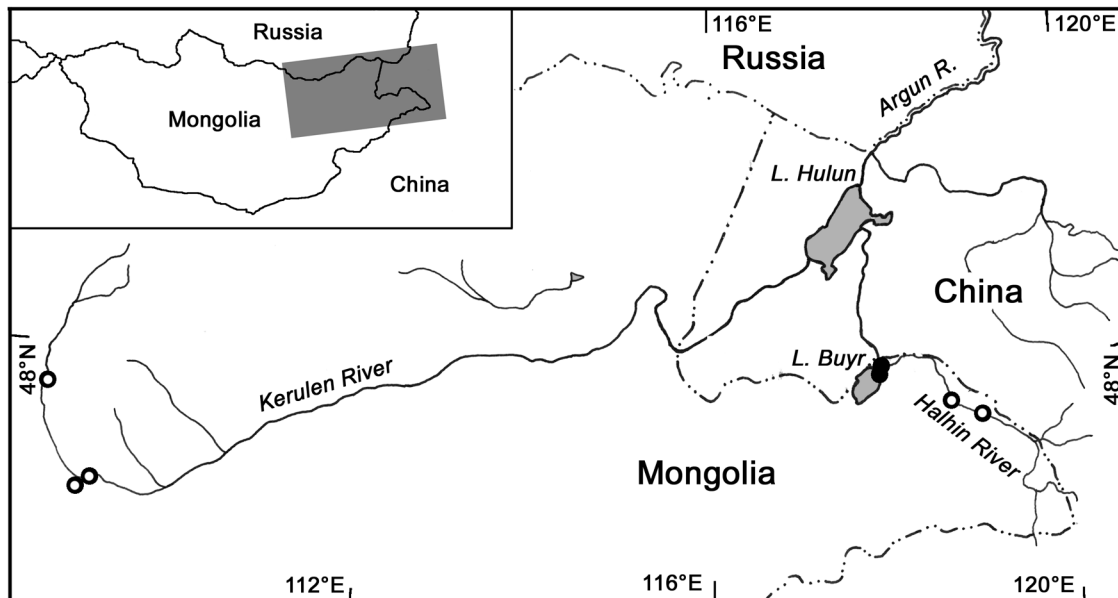 Russia
Mongolia
China
116°E
120°E
Russia
Argun R.
L. Hulun
China
48°N
L. Buyr
48°N
Kerulen River
Halhin River
Mongolia
112°E
116°E
120°E